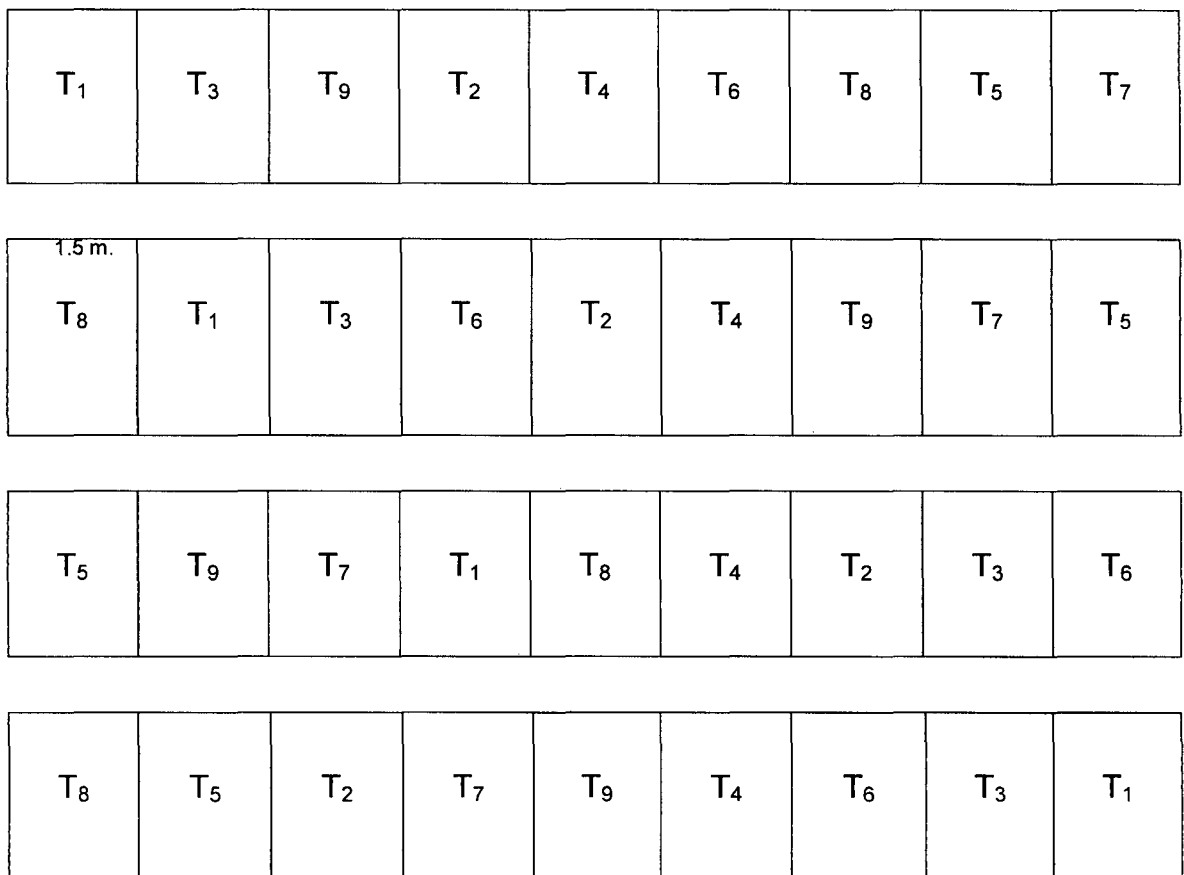 T₁ T₃ T₉ T₂ T₄ T₆ T₈ T₅ T₇
1.5 m.
T₈ T₁ T₃ T₆ T₂ T₄ T₉ T₇ T₅
T₅ T₉ T₇ T₁ T₈ T₄ T₂ T₃ T₆
T₈ T₅ T₂ T₇ T₉ T₄ T₆ T₃ T₁